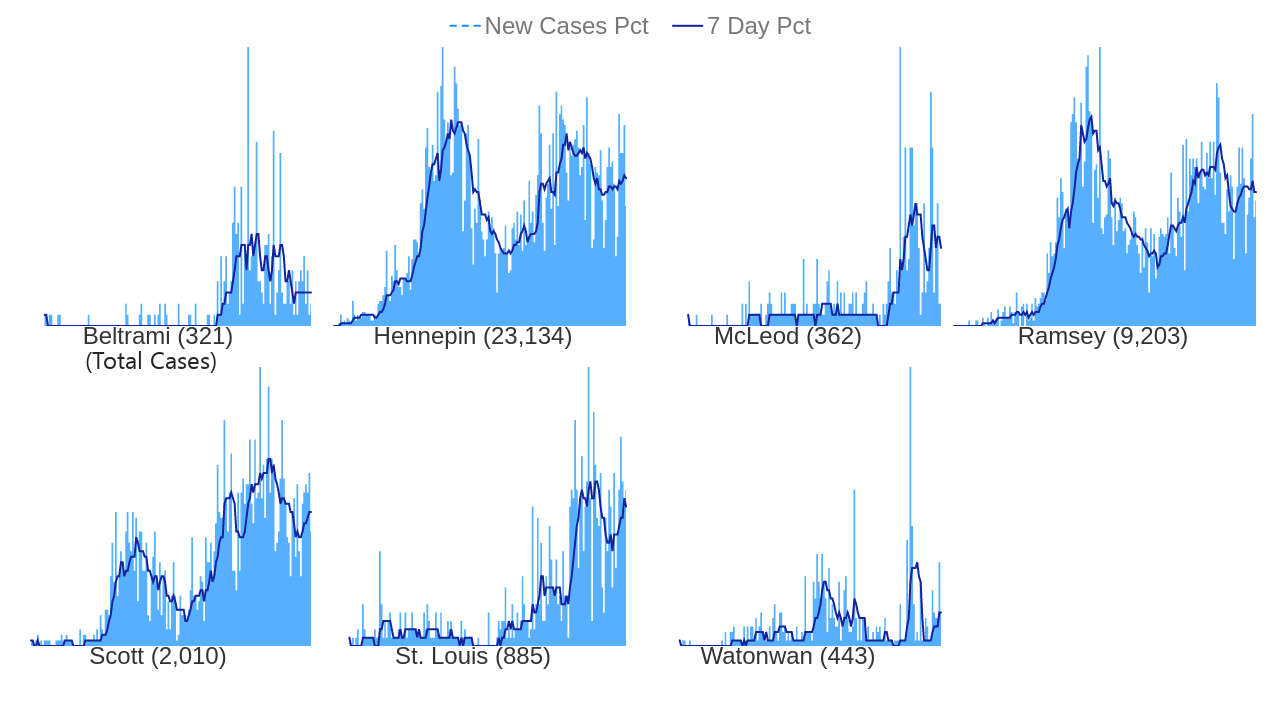 New Cases Pct 7 Day Pct
Beltrami (321) Hennepin (23,134) McLeod (362) Ramsey (9,203)
(Total Cases)
Scott (2,010) St. Louis (885) Watonwan (443)